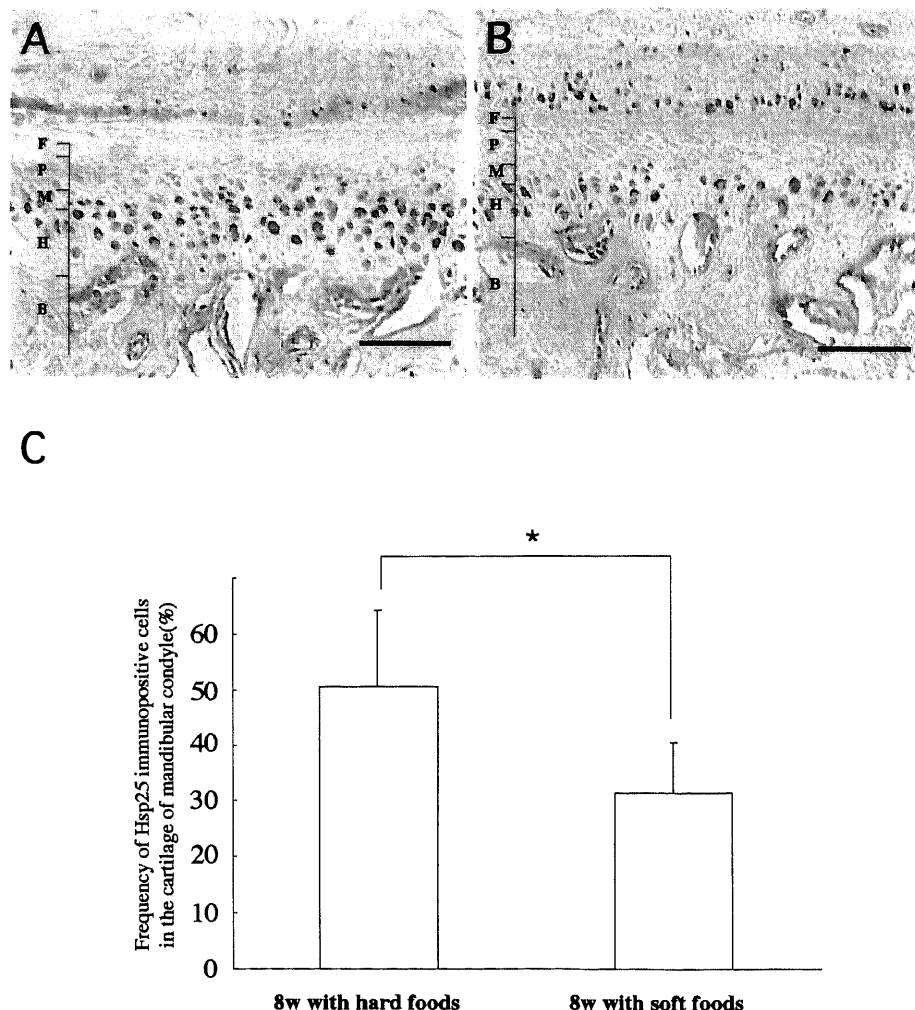 A
F
P
M
H
B
B
F
P
M
H
B
C
*
Frequency of Hsp25 immunopositive cells
in the cartilage of mandibular condyle(%)
60
50
40
30
20
10
0
8w with hard foods
8w with soft foods